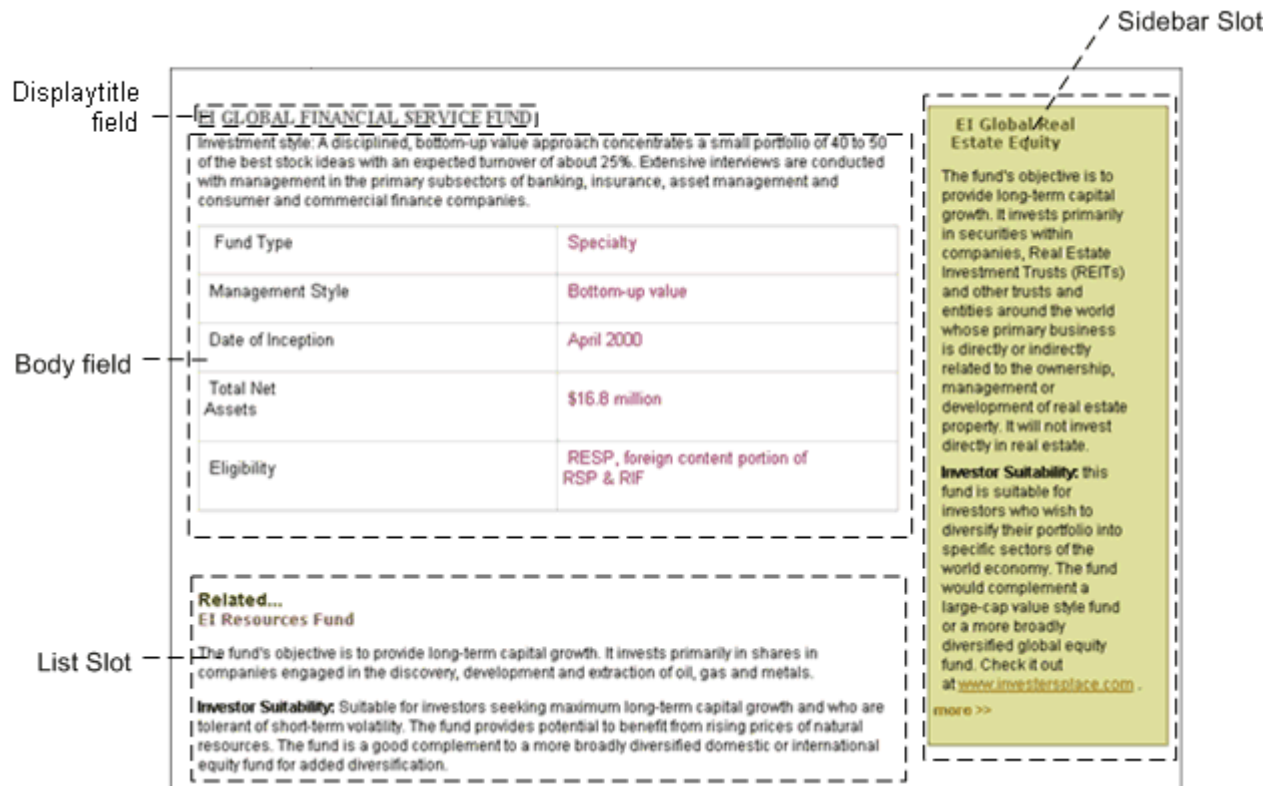 Sidebar Slot
Displaytitle
field
EI GLOBAL FINANCIAL SERVICE FUND
Investment style: A disciplined, bottom-up value approach concentrates a small portfolio of 40 to 50
of the best stock ideas with an expected turnover of about 25%. Extensive interviews are conducted
with management in the primary subsectors of banking, insurance, asset management and
consumer and commercial finance companies.
Fund Type
Specialty
Management Style
Bottom-up value
Date of Inception
April 2000
Total Net
Assets
$16.8 million
Eligibility
RESP, foreign content portion of
RSP & RIF
Body field
List Slot
Related...
EI Resources Fund
The fund's objective is to provide long-term capital growth. It invests primarily in shares in
companies engaged in the discovery, development and extraction of oil, gas and metals.
Investor Suitability: Suitable for investors seeking maximum long-term capital growth and who are
tolerant of short-term volatility. The fund provides potential to benefit from rising prices of natural
resources. The fund is a good complement to a more broadly diversified domestic or international
equity fund for added diversification.
EI Global Real
Estate Equity
The fund's objective is to
provide long-term capital
growth. It invests primarily
in securities within
companies, Real Estate
Investment Trusts (REITs)
and other trusts and
entities around the world
whose primary business
is directly or indirectly
related to the ownership,
management or
development of real estate
property. It will not invest
directly in real estate.
Investor Suitability: this
fund is suitable for
investors who wish to
diversify their portfolio into
specific sectors of the
world economy. The fund
would complement a
large-cap value style fund
or a more broadly
diversified global equity
fund. Check it out
at www.investersplace.com .
more >>